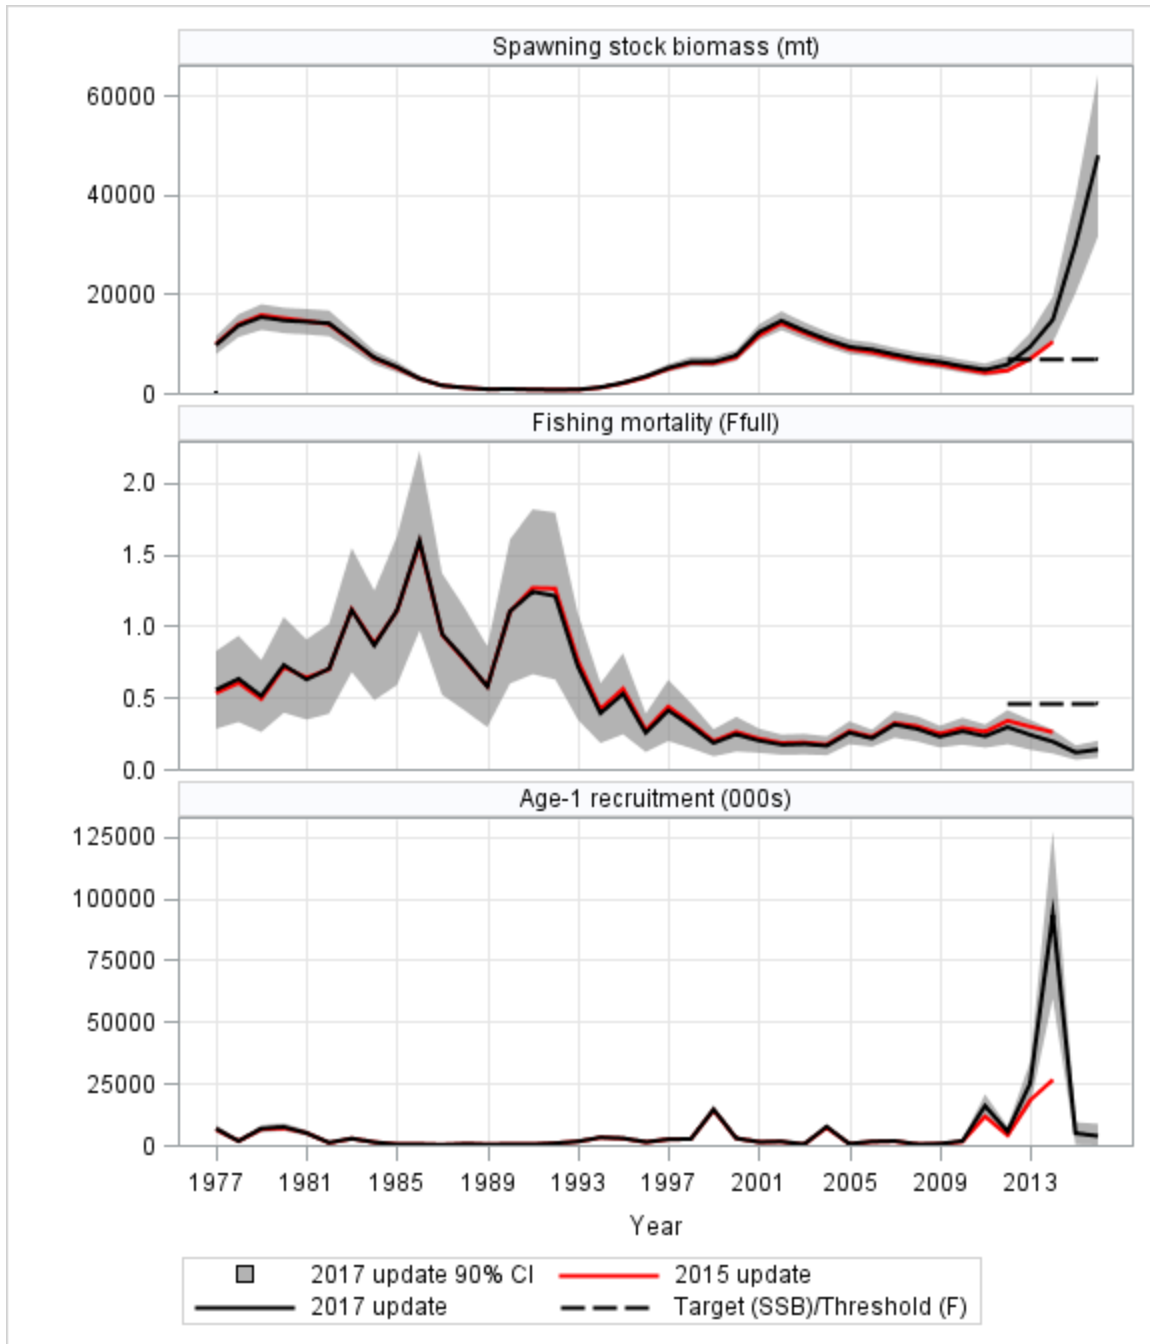 Spawning stock biomass (mt)
60000
40000
20000
0
Fishing mortality (Ffull)
2.0
1.5
1.0
0.5
0.0
Age-1 recruitment (000s)
125000
100000
75000
50000
25000
0
1977 1981 1985 1989 1993 1997 2001 2005 2009 2013
Year
2017 update 90% CI 2015 update
2017 update Target (SSB)/Threshold (F)